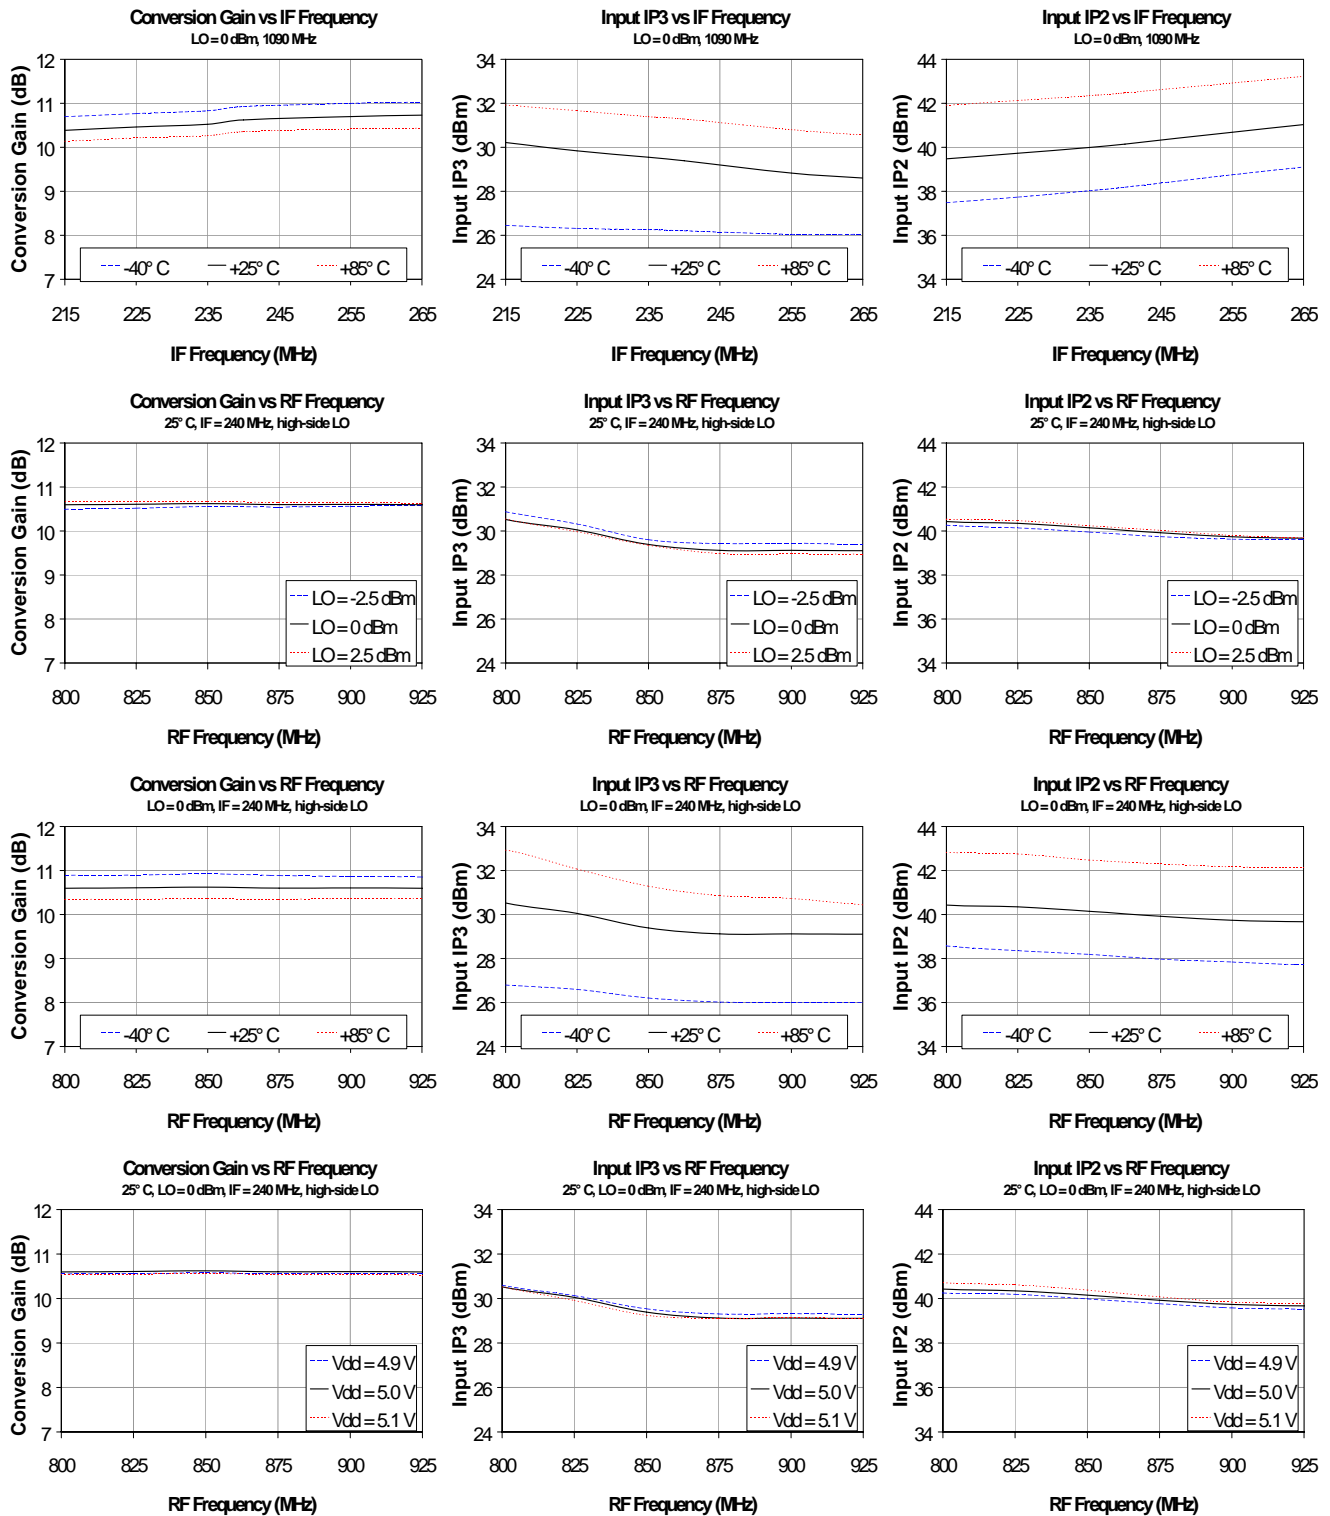 Conversion Gain vs IF Frequency
LO = 0 dBm, 1090 MHz
Conversion Gain (dB)
12
11
10
9
8
7
-40° C +25° C +85° C
215 225 235 245 255 265
IF Frequency (MHz)
Input IP3 vs IF Frequency
LO = 0 dBm, 1090 MHz
Input IP3 (dBm)
34
32
30
28
26
24
-40° C +25° C +85° C
215 225 235 245 255 265
IF Frequency (MHz)
Input IP2 vs IF Frequency
LO = 0 dBm, 1090 MHz
Input IP2 (dBm)
44
42
40
38
36
34
-40° C +25° C +85° C
215 225 235 245 255 265
IF Frequency (MHz)
Conversion Gain vs RF Frequency
25° C, IF = 240 MHz, high-side LO
Conversion Gain (dB)
12
11
10
9
8
7
LO = -2.5 dBm
LO = 0 dBm
LO = 2.5 dBm
800 825 850 875 900 925
RF Frequency (MHz)
Input IP3 vs RF Frequency
25° C, IF = 240 MHz, high-side LO
Input IP3 (dBm)
34
32
30
28
26
24
LO = -2.5 dBm
LO = 0 dBm
LO = 2.5 dBm
800 825 850 875 900 925
RF Frequency (MHz)
Input IP2 vs RF Frequency
25° C, IF = 240 MHz, high-side LO
Input IP2 (dBm)
44
42
40
38
36
34
LO = -2.5 dBm
LO = 0 dBm
LO = 2.5 dBm
800 825 850 875 900 925
RF Frequency (MHz)
Conversion Gain vs RF Frequency
LO = 0 dBm, IF = 240 MHz, high-side LO
Conversion Gain (dB)
12
11
10
9
8
7
-40° C +25° C +85° C
800 825 850 875 900 925
RF Frequency (MHz)
Input IP3 vs RF Frequency
LO = 0 dBm, IF = 240 MHz, high-side LO
Input IP3 (dBm)
34
32
30
28
26
24
-40° C +25° C +85° C
800 825 850 875 900 925
RF Frequency (MHz)
Input IP2 vs RF Frequency
LO = 0 dBm, IF = 240 MHz, high-side LO
Input IP2 (dBm)
44
42
40
38
36
34
-40° C +25° C +85° C
800 825 850 875 900 925
RF Frequency (MHz)
Conversion Gain vs RF Frequency
25° C, LO = 0 dBm, IF = 240 MHz, high-side LO
Conversion Gain (dB)
12
11
10
9
8
7
Vdd = 4.9 V
Vdd = 5.0 V
Vdd = 5.1 V
800 825 850 875 900 925
RF Frequency (MHz)
Input IP3 vs RF Frequency
25° C, LO = 0 dBm, IF = 240 MHz, high-side LO
Input IP3 (dBm)
34
32
30
28
26
24
Vdd = 4.9 V
Vdd = 5.0 V
Vdd = 5.1 V
800 825 850 875 900 925
RF Frequency (MHz)
Input IP2 vs RF Frequency
25° C, LO = 0 dBm, IF = 240 MHz, high-side LO
Input IP2 (dBm)
44
42
40
38
36
34
Vdd = 4.9 V
Vdd = 5.0 V
Vdd = 5.1 V
800 825 850 875 900 925
RF Frequency (MHz)